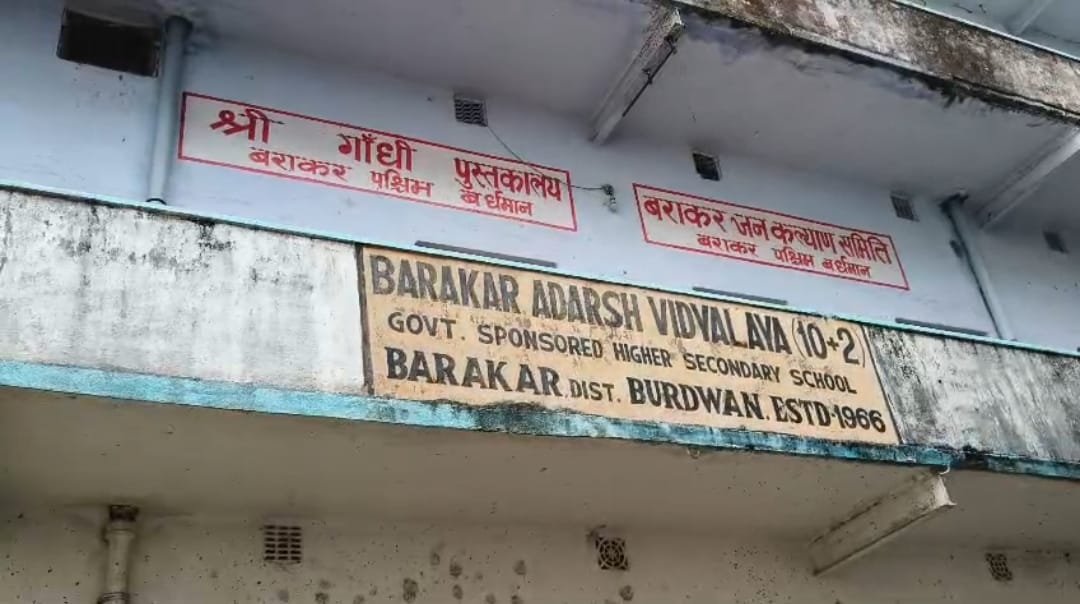 श्री गाँधी पुस्तकालय
बराकर पश्चिम बर्धमान
बराकर जन कल्याण समिति
बराकर पश्चिम बर्धमान
BARAKAR ADARSH VIDYALAYA (10+2)
GOVT. SPONSORED HIGHER SECONDARY SCHOOL
BARAKAR, DIST. BURDWAN. ESTD-1966